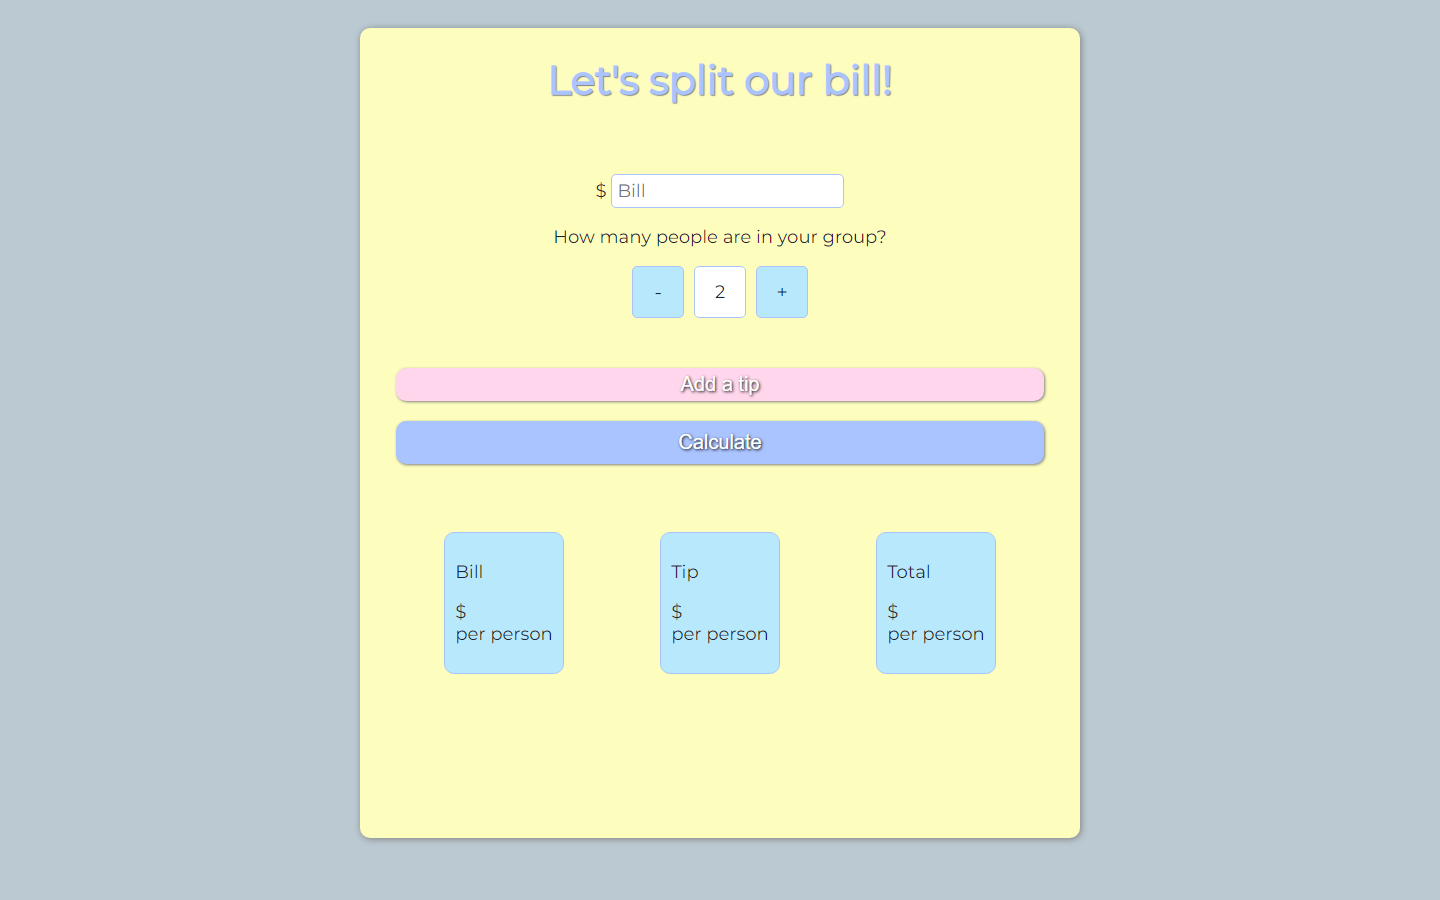 Let's split our bill!
$ Bill
How many people are in your group?
- 2 +
Add a tip
Calculate
Bill
$
per person
Tip
$
per person
Total
$
per person